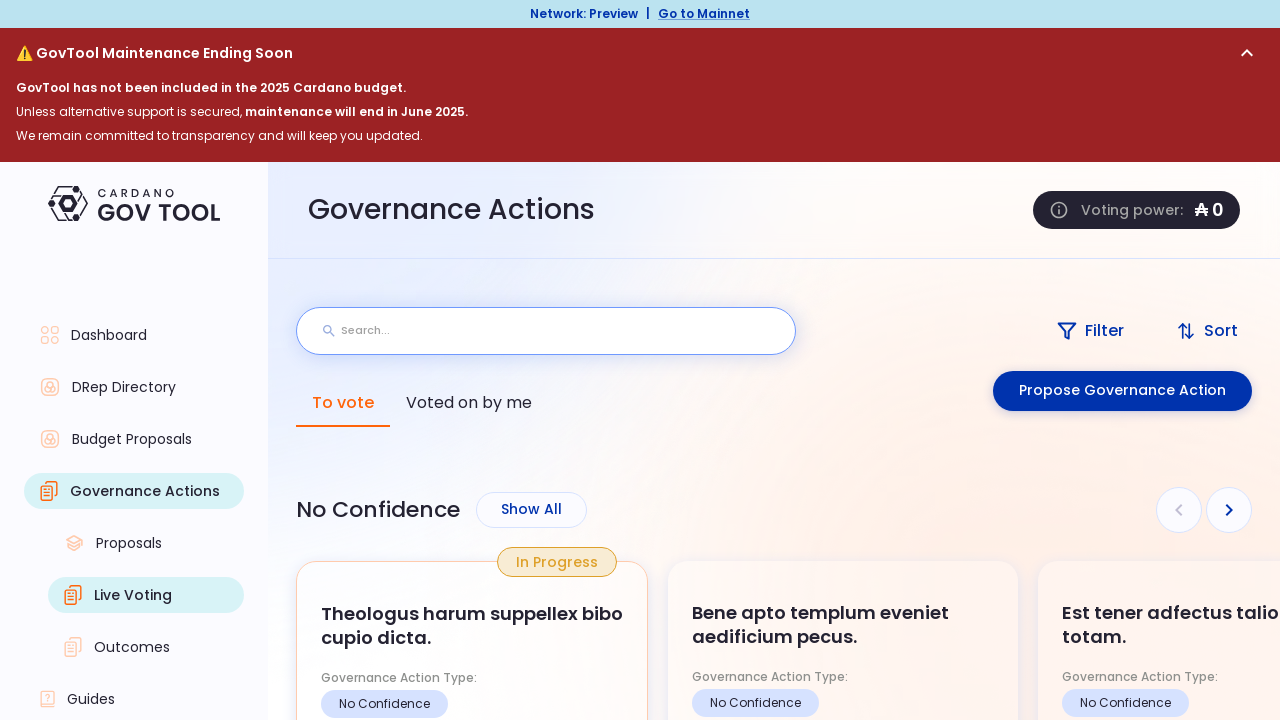 Network: Preview | Go to Mainnet
⚠️ GovTool Maintenance Ending Soon
GovTool has not been included in the 2025 Cardano budget.
Unless alternative support is secured, maintenance will end in June 2025.
We remain committed to transparency and will keep you updated.
CARDANO
GOV TOOL
Governance Actions
Voting power: ₳ 0
Dashboard
DRep Directory
Budget Proposals
Governance Actions
Proposals
Live Voting
Outcomes
Guides
Search...
Filter
Sort
To vote
Voted on by me
Propose Governance Action
No Confidence
Show All
In Progress
Theologus harum suppellex bibo
cupio dicta.
Governance Action Type:
No Confidence
Bene apto templum eveniet
aedificium pecus.
Governance Action Type:
No Confidence
Est tener adfectus talio
totam.
Governance Action Type:
No Confidence